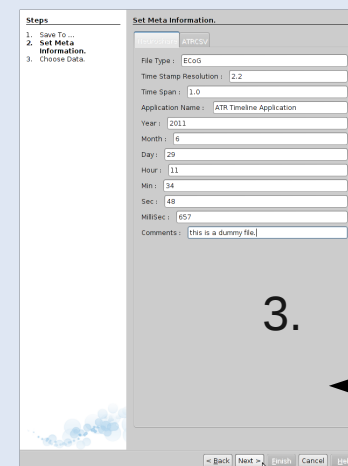 Steps
1. Save To ...
2. Set Meta
Information.
3. Choose Data.
Set Meta Information.
ATRCSV
File Type : ECoG
Time Stamp Resolution : 2.2
Time Span : 1.0
Application Name : ATR Timeline Application
Year : 2011
Month : 6
Day : 29
Hour : 11
Min : 34
Sec : 48
MilliSec : 657
Comments : this is a dummy file.
3.
< Back Next > Finish Cancel